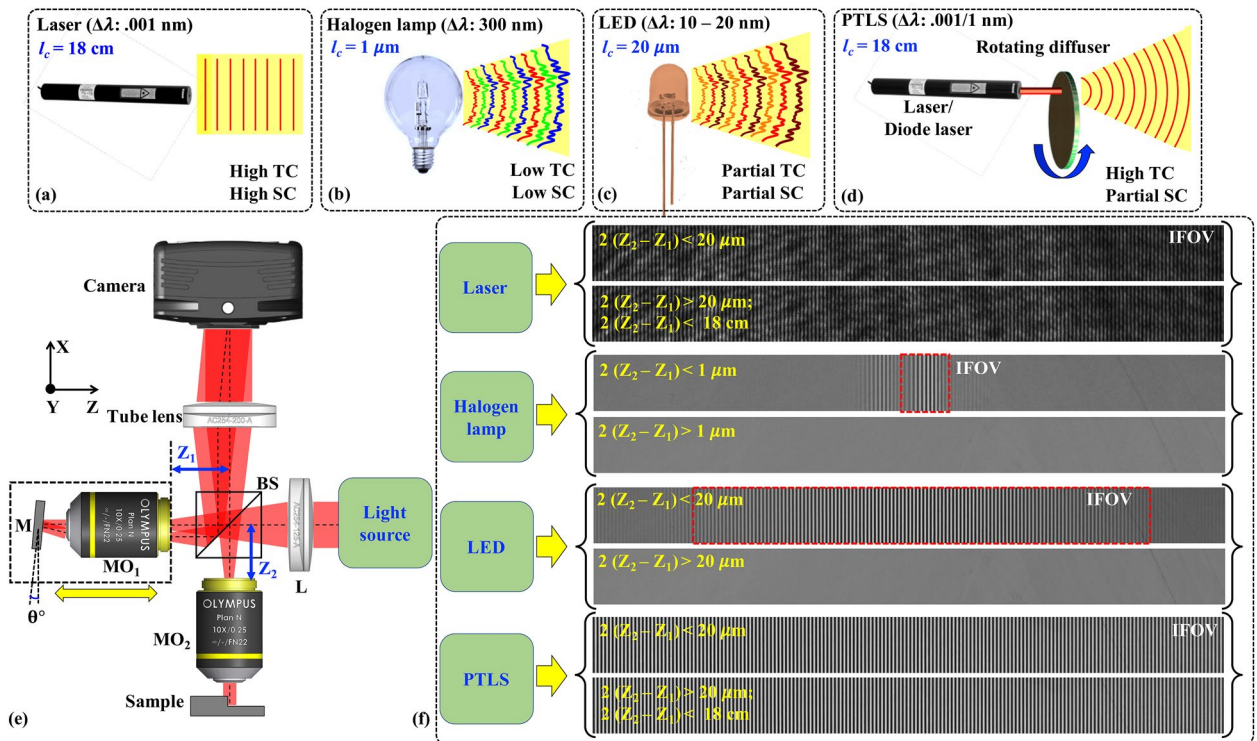 Laser (Δλ: .001 nm)
l_c = 18 cm
High TC
High SC
(a)
Halogen lamp (Δλ: 300 nm)
l_c = 1 μm
Low TC
Low SC
(b)
LED (Δλ: 10 – 20 nm)
l_c = 20 μm
Partial TC
Partial SC
(c)
PTLS (Δλ: .001/1 nm)
l_c = 18 cm
Rotating diffuser
Laser/
Diode laser
High TC
Partial SC
(d)
Camera
X
Y
Z
Tube lens
AC254-200-A
Z₁
BS
M
OLYMPUS
Plan N
10X/0.25
∞/-/FN22
MO₁
θ°
Z₂
L
Light
source
OLYMPUS
Plan N
10X/0.25
∞/-/FN22
MO₂
Sample
(e)
(f)
Laser
2 (Z₂ – Z₁) < 20 μm
IFOV
2 (Z₂ – Z₁) > 20 μm;
2 (Z₂ – Z₁) < 18 cm
Halogen
lamp
2 (Z₂ – Z₁) < 1 μm
IFOV
2 (Z₂ – Z₁) > 1 μm
LED
2 (Z₂ – Z₁) < 20 μm
IFOV
2 (Z₂ – Z₁) > 20 μm
PTLS
2 (Z₂ – Z₁) < 20 μm
IFOV
2 (Z₂ – Z₁) > 20 μm;
2 (Z₂ – Z₁) < 18 cm